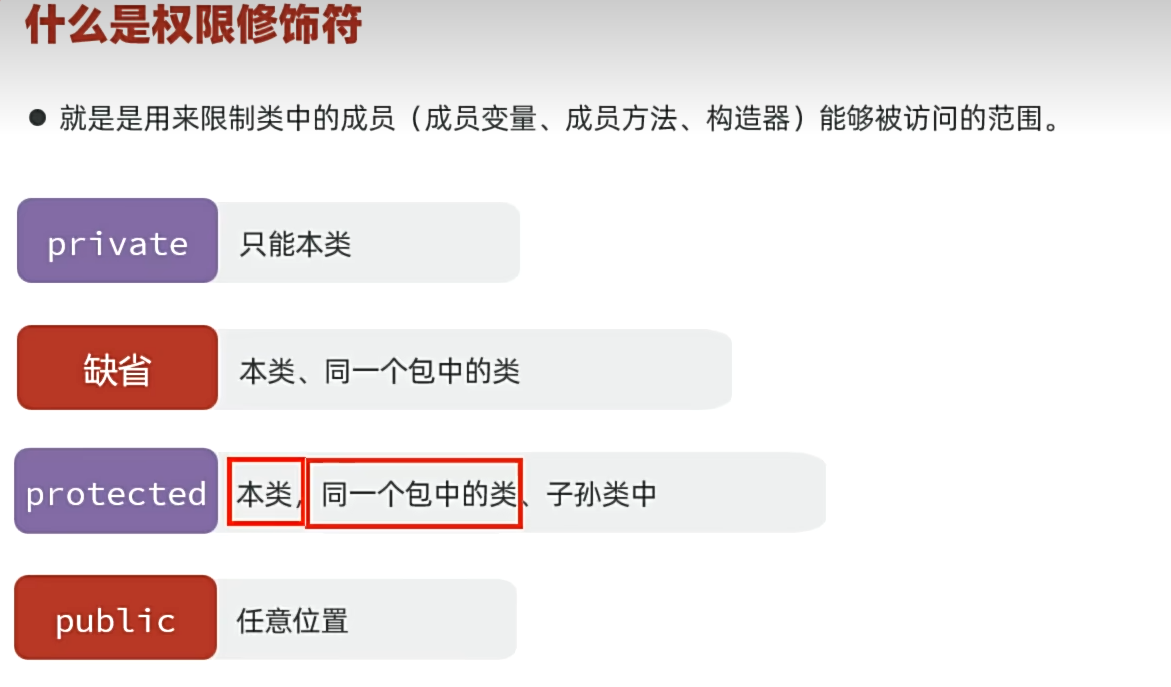 什么是权限修饰符
● 就是是用来限制类中的成员（成员变量、成员方法、构造器）能够被访问的范围。
private 只能本类
缺省 本类、同一个包中的类
protected 本类, 同一个包中的类、子孙类中
public 任意位置